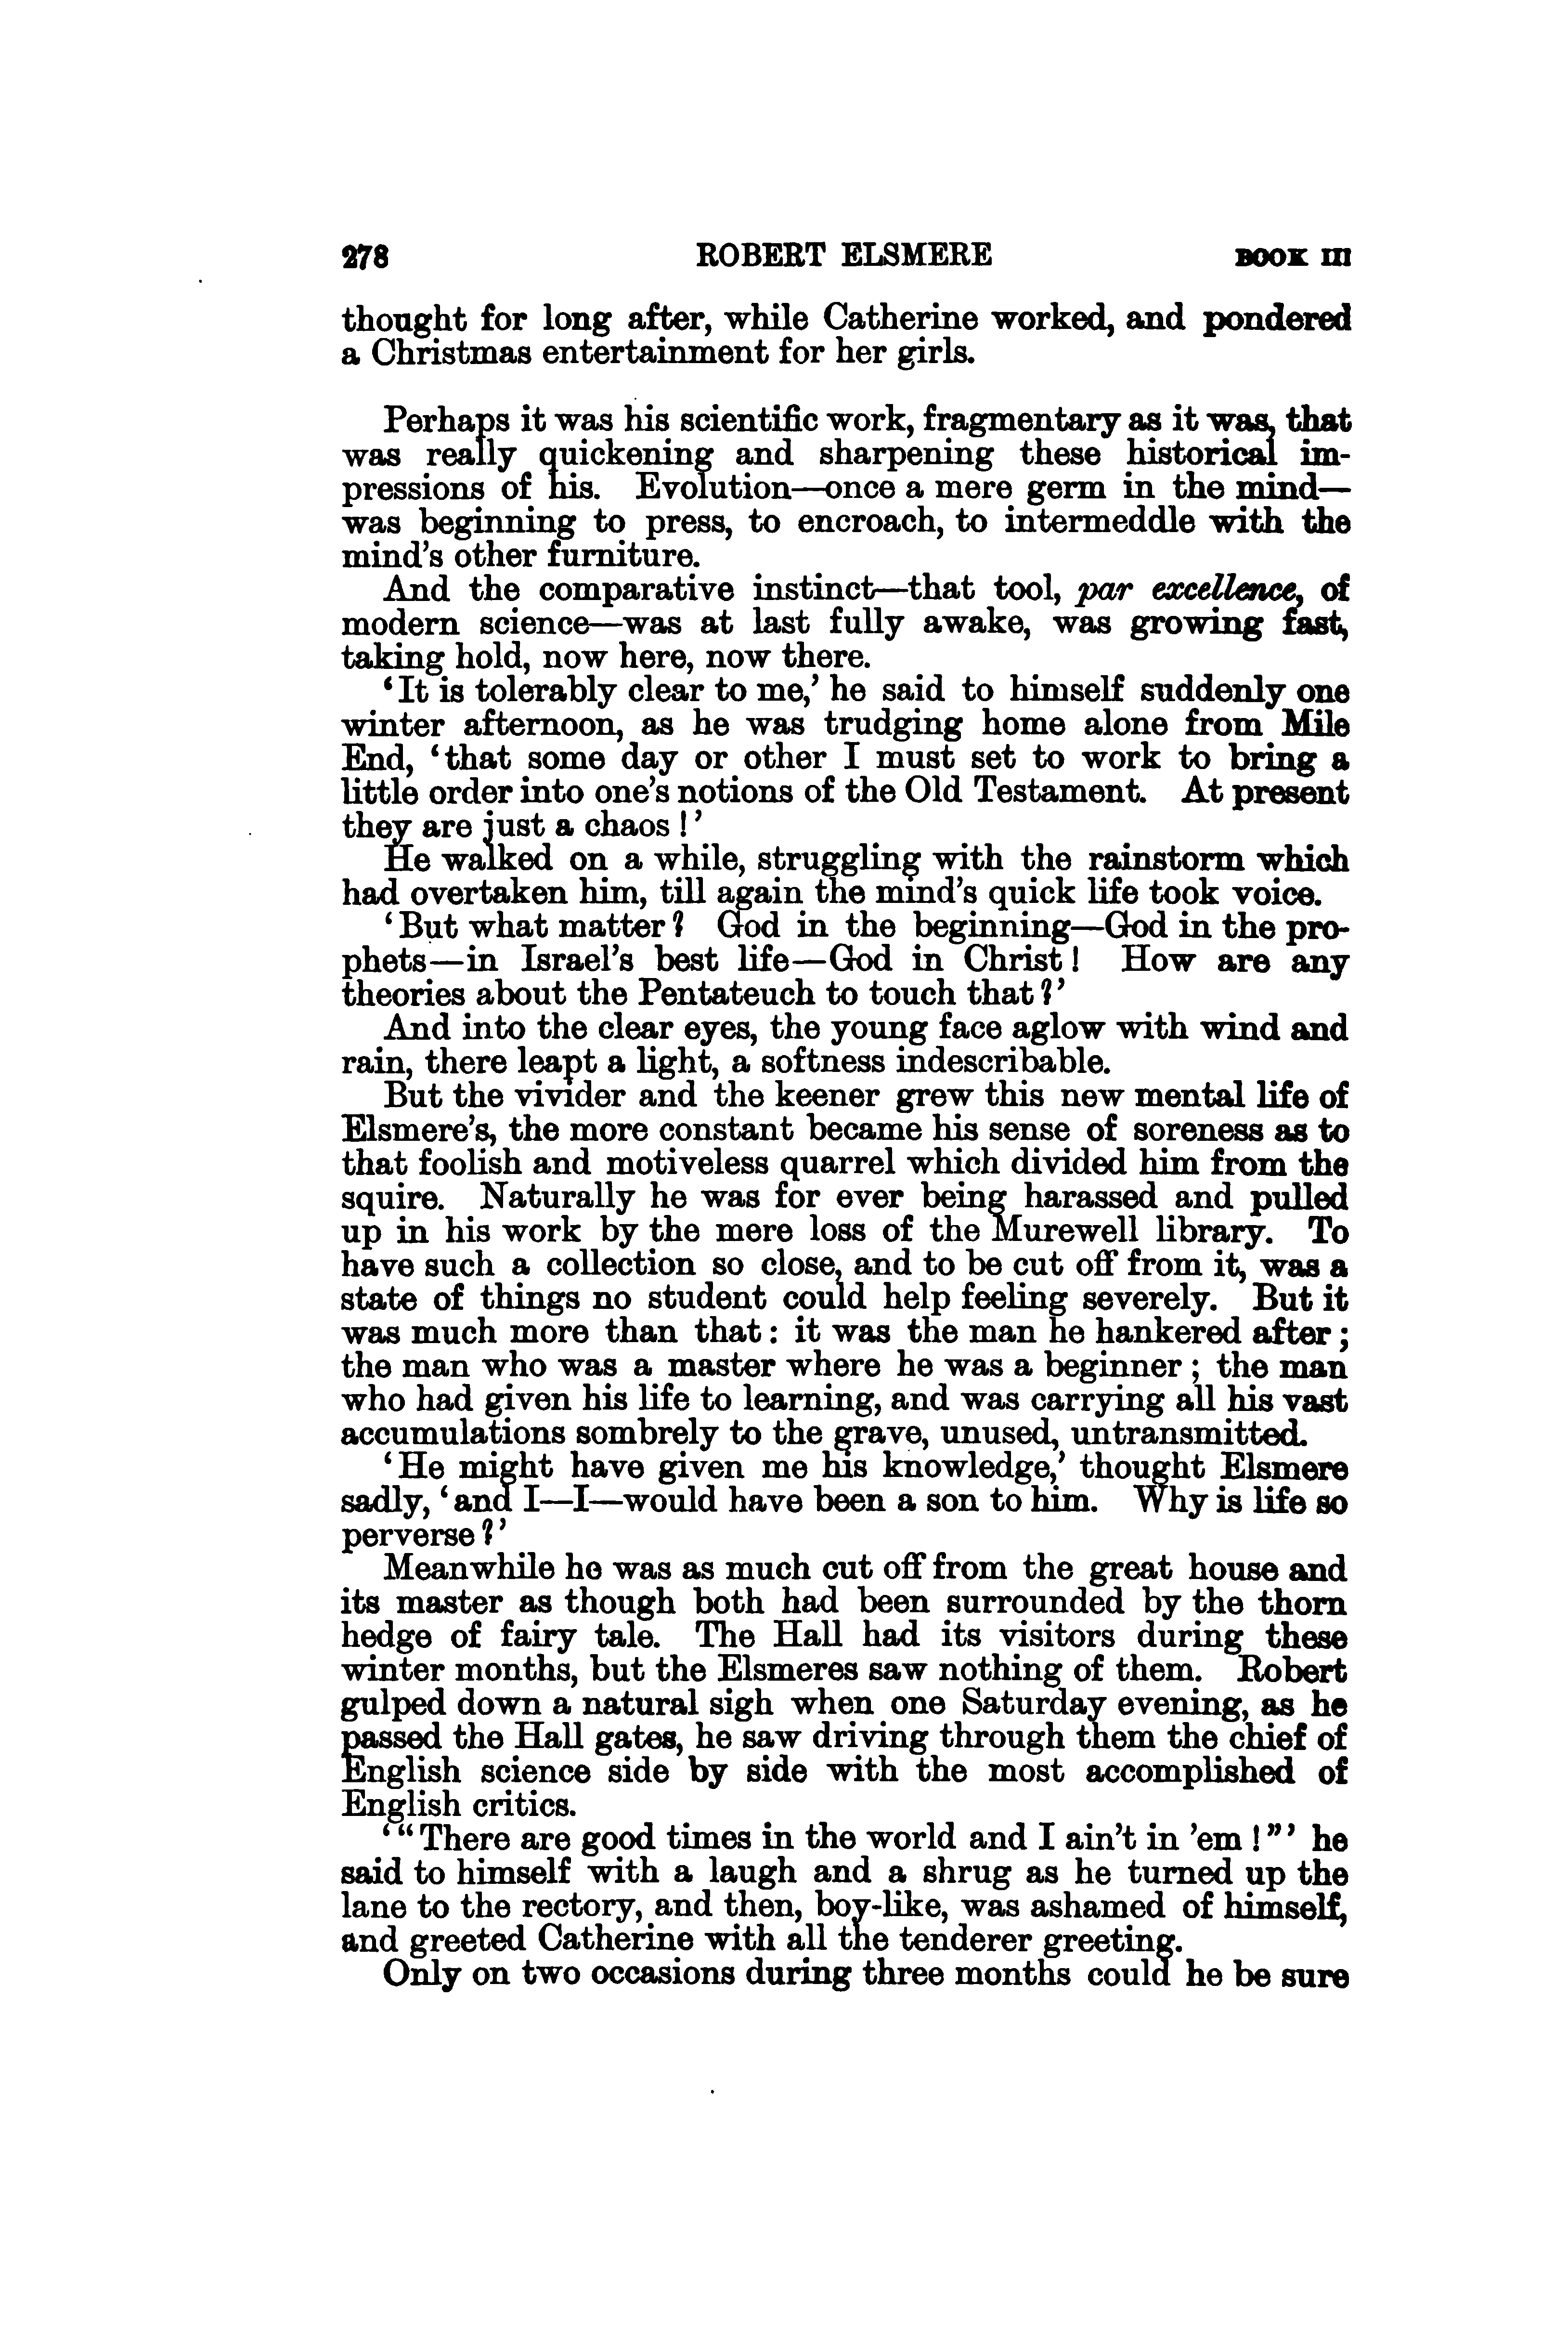 278 ROBERT ELSMERE BOOK III
thought for long after, while Catherine worked, and pondered
a Christmas entertainment for her girls.
Perhaps it was his scientific work, fragmentary as it was, that
was really quickening and sharpening these historical im-
pressions of his. Evolution—once a mere germ in the mind—
was beginning to press, to encroach, to intermeddle with the
mind's other furniture.
And the comparative instinct—that tool, par excellence, of
modern science—was at last fully awake, was growing fast,
taking hold, now here, now there.
‘It is tolerably clear to me,’ he said to himself suddenly one
winter afternoon, as he was trudging home alone from Mile
End, ‘that some day or other I must set to work to bring a
little order into one's notions of the Old Testament. At present
they are just a chaos!’
He walked on a while, struggling with the rainstorm which
had overtaken him, till again the mind's quick life took voice.
‘But what matter? God in the beginning—God in the pro-
phets—in Israel's best life—God in Christ! How are any
theories about the Pentateuch to touch that?’
And into the clear eyes, the young face aglow with wind and
rain, there leapt a light, a softness indescribable.
But the vivider and the keener grew this new mental life of
Elsmere's, the more constant became his sense of soreness as to
that foolish and motiveless quarrel which divided him from the
squire. Naturally he was for ever being harassed and pulled
up in his work by the mere loss of the Murewell library. To
have such a collection so close, and to be cut off from it, was a
state of things no student could help feeling severely. But it
was much more than that: it was the man he hankered after;
the man who was a master where he was a beginner; the man
who had given his life to learning, and was carrying all his vast
accumulations sombrely to the grave, unused, untransmitted.
‘He might have given me his knowledge,’ thought Elsmere
sadly, ‘and I—I—would have been a son to him. Why is life so
perverse?’
Meanwhile he was as much cut off from the great house and
its master as though both had been surrounded by the thorn
hedge of fairy tale. The Hall had its visitors during these
winter months, but the Elsmeres saw nothing of them. Robert
gulped down a natural sigh when one Saturday evening, as he
passed the Hall gates, he saw driving through them the chief of
English science side by side with the most accomplished of
English critics.
‘“There are good times in the world and I ain't in 'em!”’ he
said to himself with a laugh and a shrug as he turned up the
lane to the rectory, and then, boy-like, was ashamed of himself,
and greeted Catherine with all the tenderer greeting.
Only on two occasions during three months could he be sure